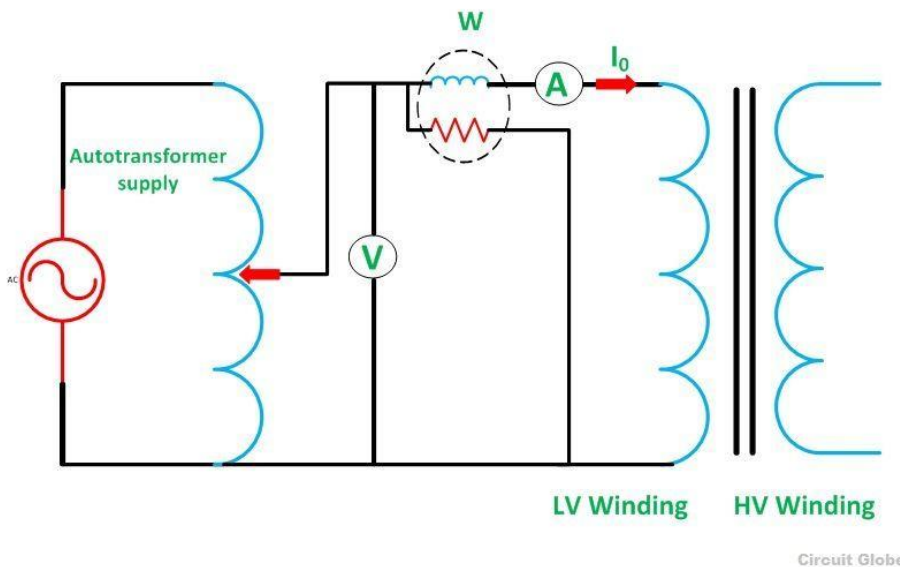 W
I0
A
Autotransformer
supply
V
AC
LV Winding
HV Winding
Circuit Globe